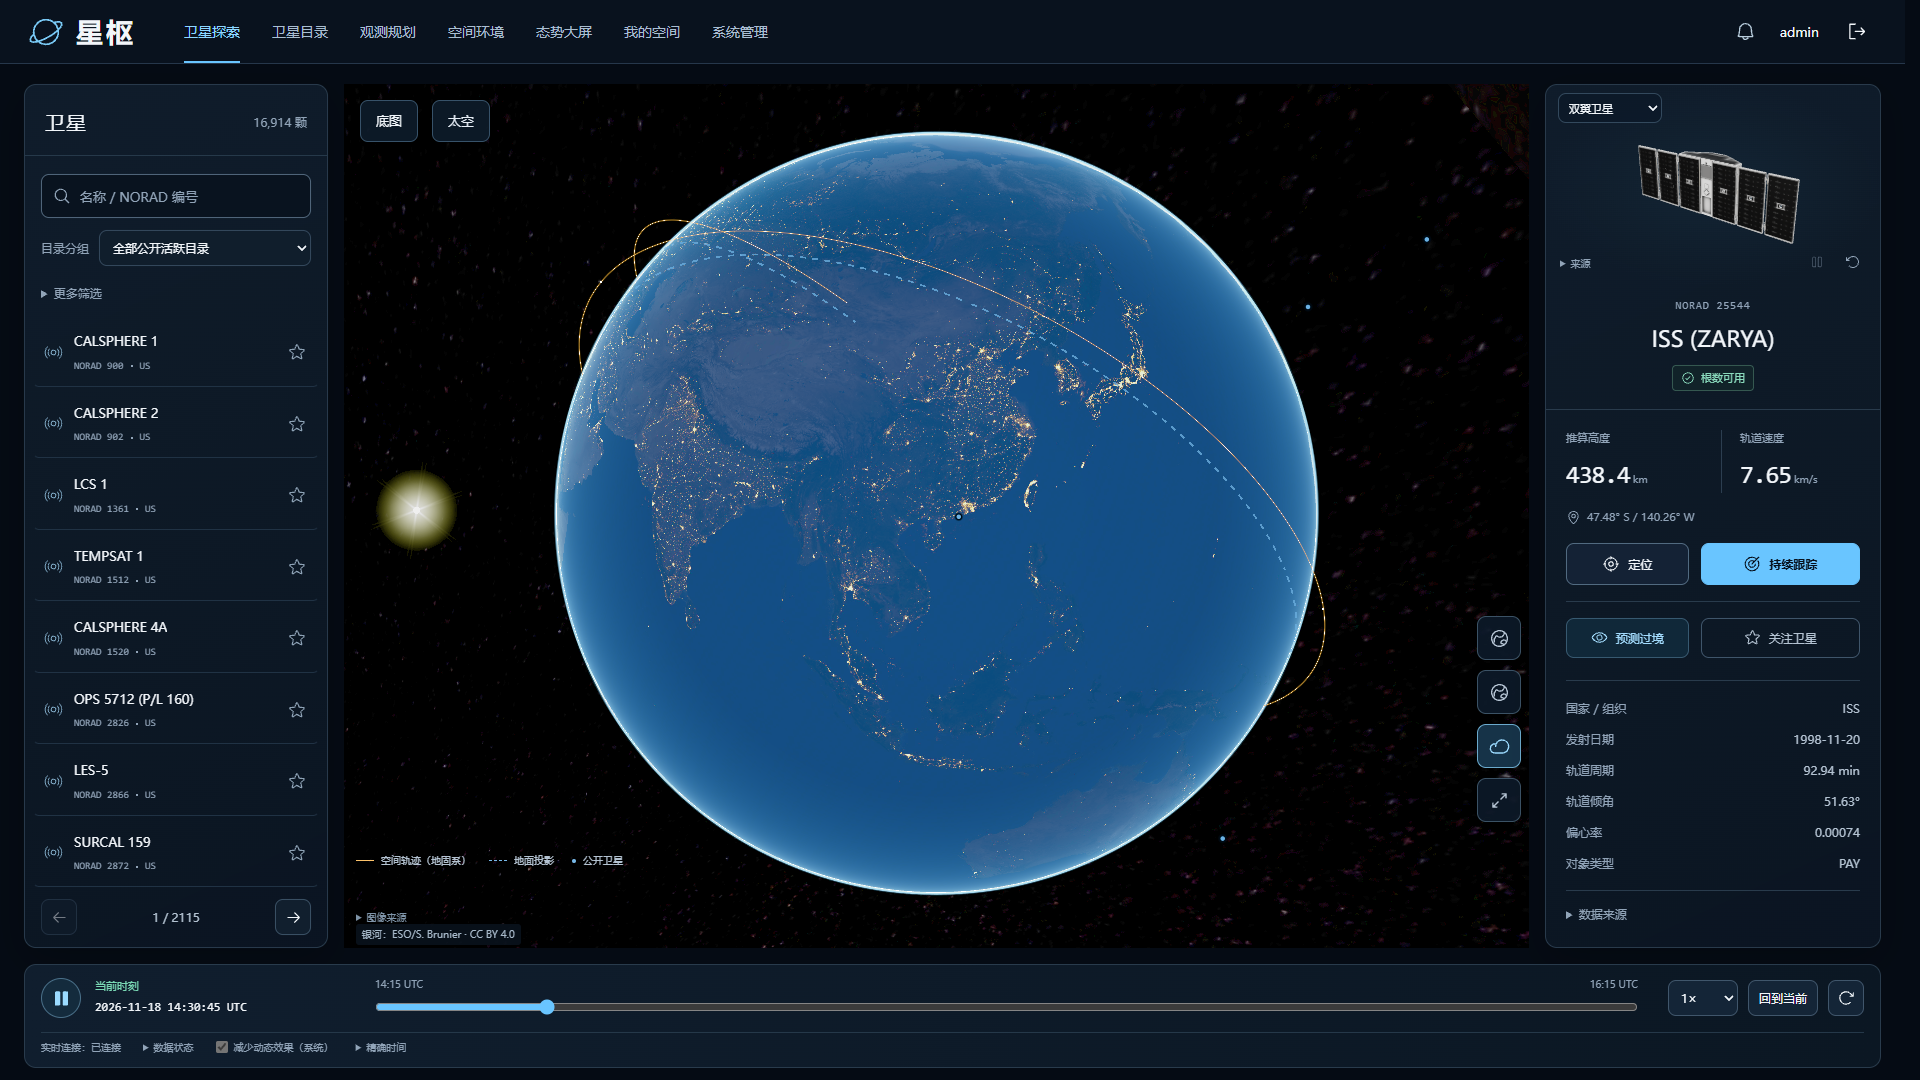 星枢
卫星探索 卫星目录 观测规划 空间环境 态势大屏 我的空间 系统管理
admin
卫星
16,914 颗
名称 / NORAD 编号
目录分组 全部公开活跃目录
更多筛选
CALSPHERE 1
NORAD 900 • US
CALSPHERE 2
NORAD 902 • US
LCS 1
NORAD 1361 • US
TEMPSAT 1
NORAD 1512 • US
CALSPHERE 4A
NORAD 1520 • US
OPS 5712 (P/L 160)
NORAD 2826 • US
LES-5
NORAD 2866 • US
SURCAL 159
NORAD 2872 • US
1 / 2115
底图 太空
空间轨迹（地固系） 地面投影 公开卫星
图像来源
银河：ESO/S. Brunier · CC BY 4.0
双翼卫星
来源
NORAD 25544
ISS (ZARYA)
根数可用
推算高度 轨道速度
438.4 km 7.65 km/s
47.48° S / 140.26° W
定位 持续跟踪
预测过境 关注卫星
国家 / 组织 ISS
发射日期 1998-11-20
轨道周期 92.94 min
轨道倾角 51.63°
偏心率 0.00074
对象类型 PAY
数据来源
当前时刻
2026-11-18 14:30:45 UTC
14:15 UTC 16:15 UTC
1× 回到当前
实时连接：已连接 数据状态 减少动态效果（系统） 精确时间